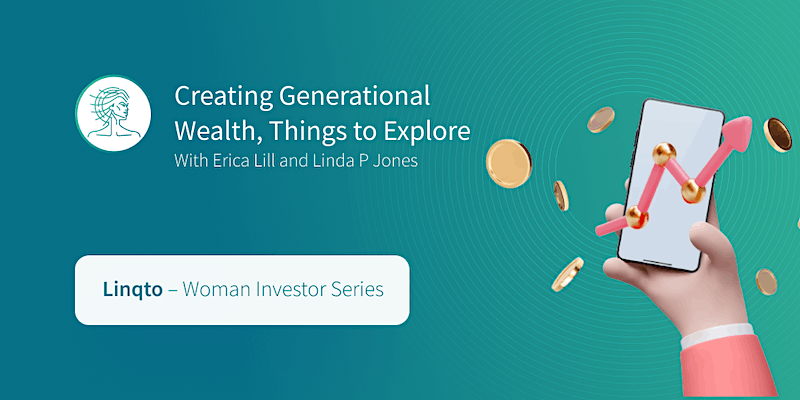 Creating Generational
Wealth, Things to Explore
With Erica Lill and Linda P Jones
Linqto – Woman Investor Series